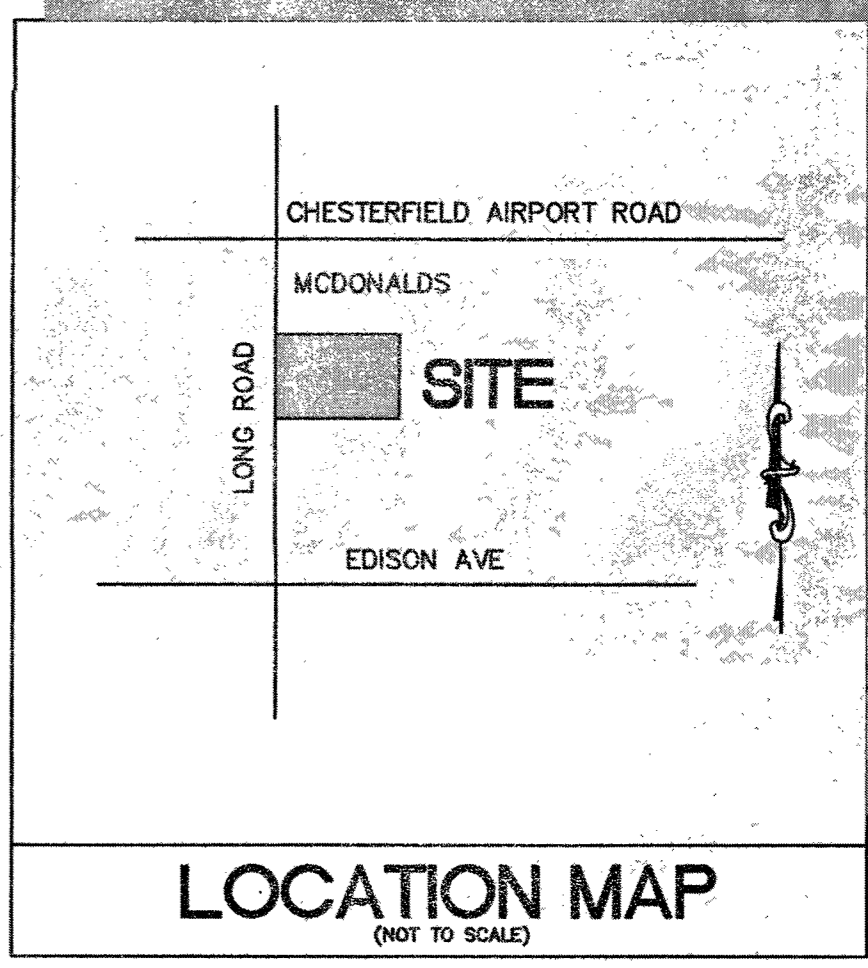 CHESTERFIELD AIRPORT ROAD
MCDONALDS
SITE
LONG ROAD
EDISON AVE
LOCATION MAP
(NOT TO SCALE)